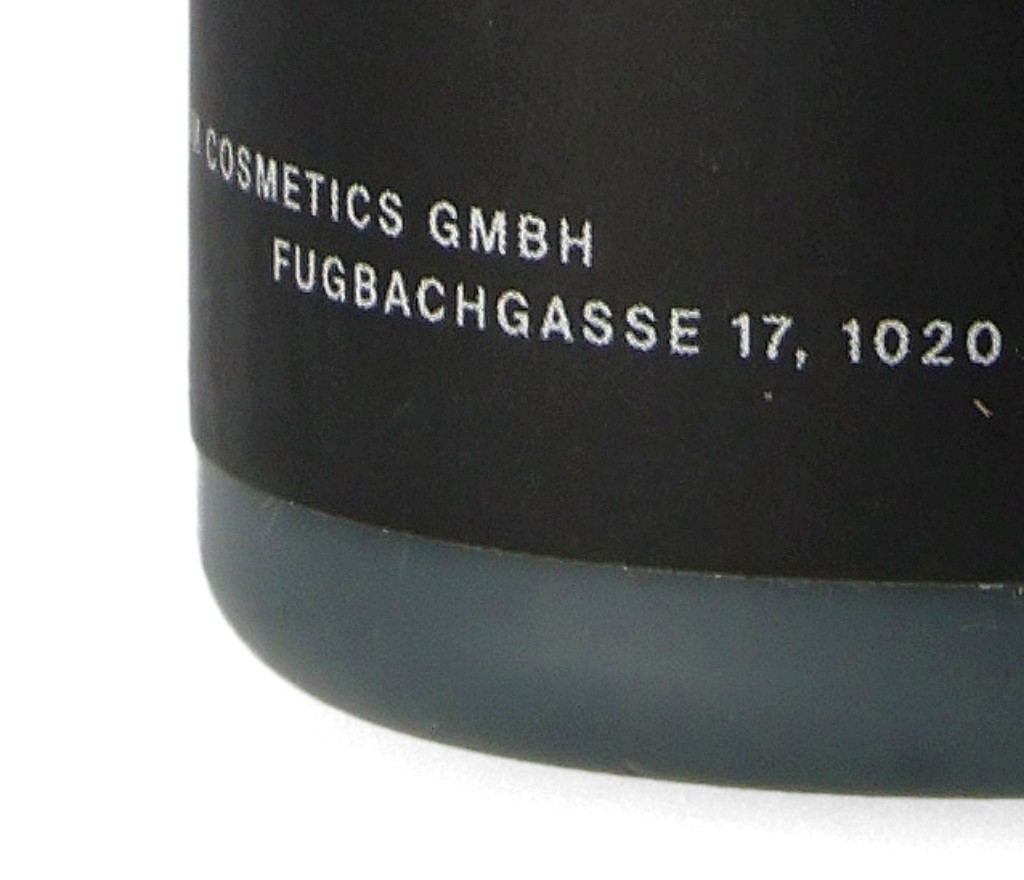 COSMETICS GMBH
FUGBACHGASSE 17, 1020